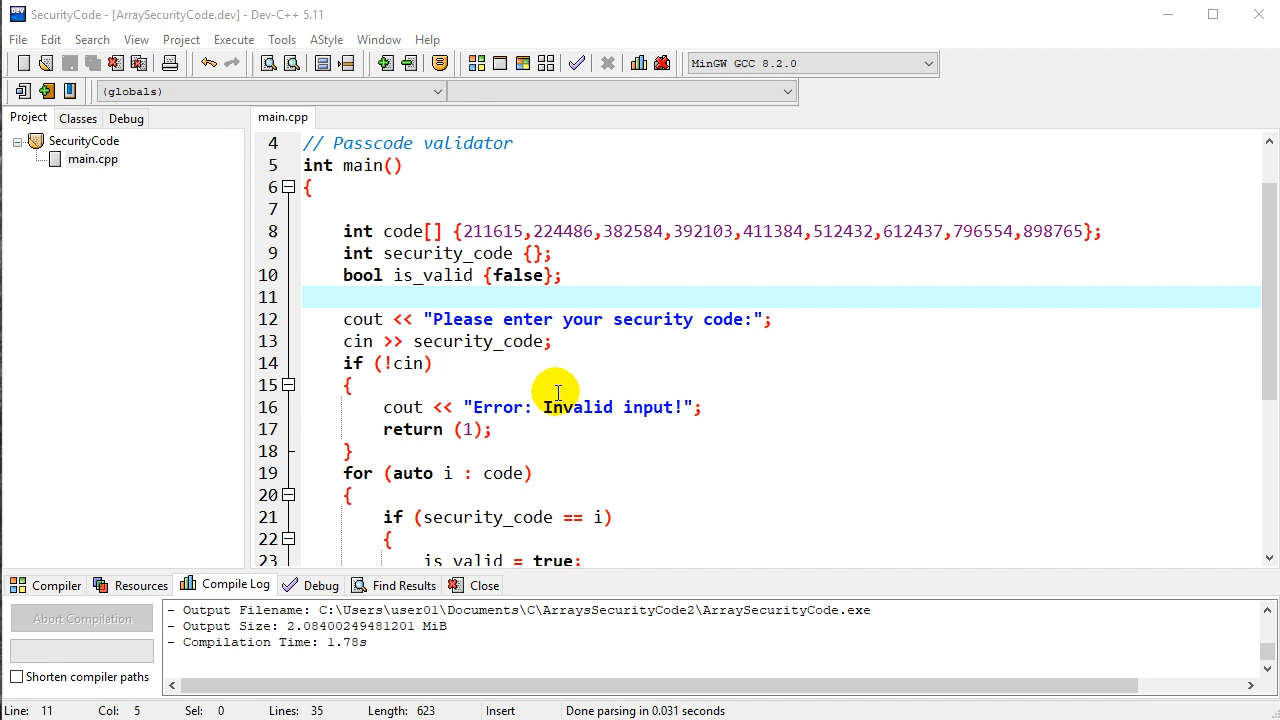 SecurityCode - [ArraySecurityCode.dev] - Dev-C++ 5.11
File Edit Search View Project Execute Tools AStyle Window Help
MinGW GCC 8.2.0
(globals)
Project Classes Debug
main.cpp
SecurityCode
main.cpp
4 // Passcode validator
5 int main()
6 {
7
8 int code[] {211615,224486,382584,392103,411384,512432,612437,796554,898765};
9 int security_code {};
10 bool is_valid {false};
11
12 cout << "Please enter your security code:";
13 cin >> security_code;
14 if (!cin)
15 {
16 cout << "Error: Invalid input!";
17 return (1);
18 }
19 for (auto i : code)
20 {
21 if (security_code == i)
22 {
23 is_valid = true;
Compiler Resources Compile Log Debug Find Results Close
Abort Compilation
Shorten compiler paths
- Output Filename: C:\Users\user01\Documents\C\ArraysSecurityCode2\ArraySecurityCode.exe
- Output Size: 2.08400249481201 MiB
- Compilation Time: 1.78s
Line: 11 Col: 5 Sel: 0 Lines: 35 Length: 623 Insert Done parsing in 0.031 seconds